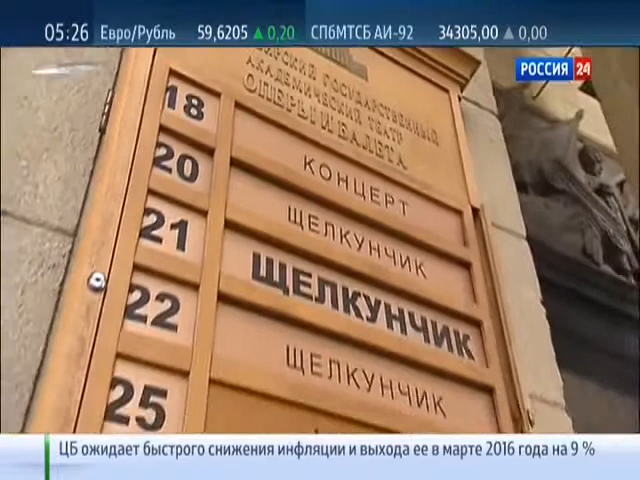 05:26 Евро/Рубль 59,6205 ▲ 0,20 СПбМТСБ АИ-92 34305,00 ▲ 0,00
РОССИЯ 24
ГОСУДАРСТВЕННЫЙ
АКАДЕМИЧЕСКИЙ ТЕАТР
ОПЕРЫ И БАЛЕТА
18 КОНЦЕРТ
20 ЩЕЛКУНЧИК
21 ЩЕЛКУНЧИК
22 ЩЕЛКУНЧИК
25
ЦБ ожидает быстрого снижения инфляции и выхода ее в марте 2016 года на 9 %